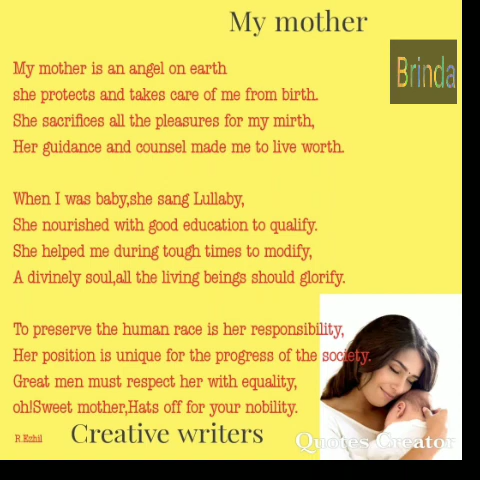 My mother
Brinda
My mother is an angel on earth
she protects and takes care of me from birth.
She sacrifices all the pleasures for my mirth,
Her guidance and counsel made me to live worth.
When I was baby,she sang Lullaby,
She nourished with good education to qualify.
She helped me during tough times to modify,
A divinely soul,all the living beings should glorify.
To preserve the human race is her responsibility,
Her position is unique for the progress of the society.
Great men must respect her with equality,
oh!Sweet mother,Hats off for your nobility.
R.Ezhil
Creative writers
Quotes Creator